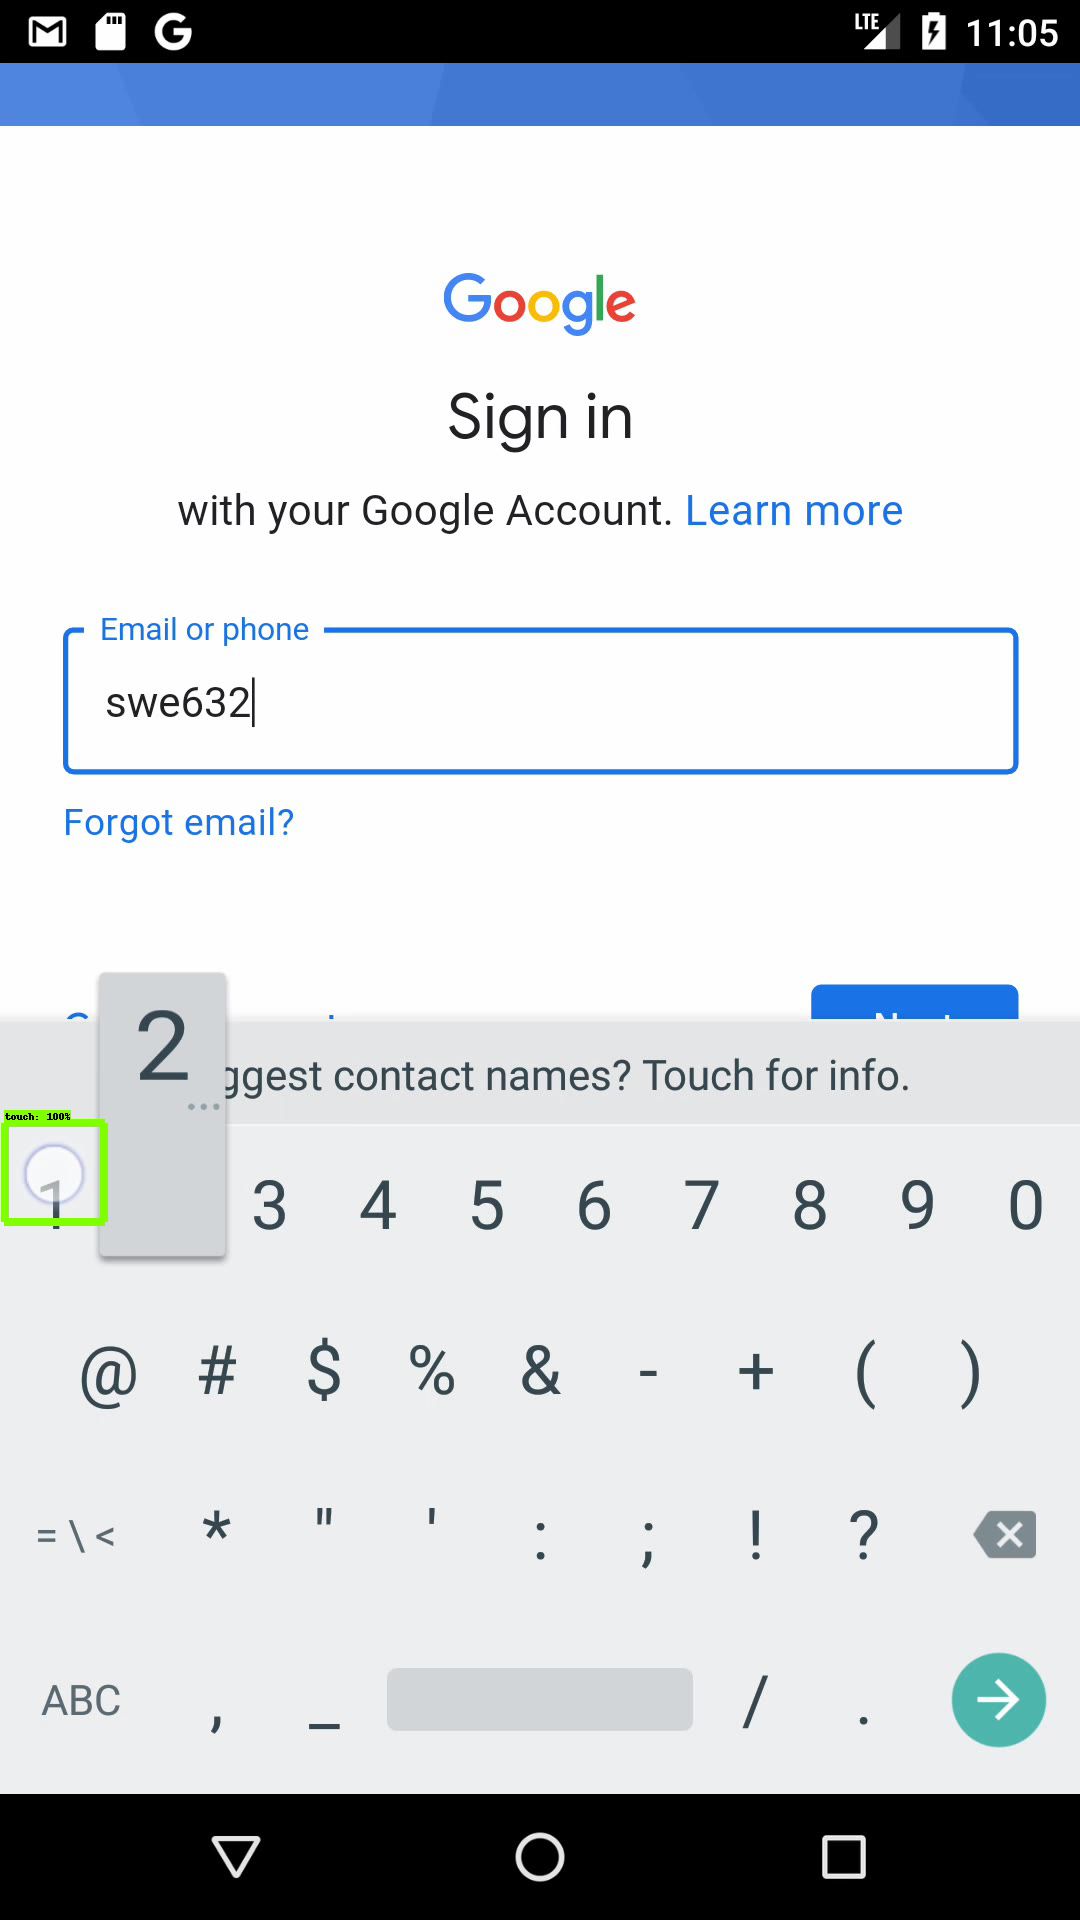 LTE 11:05
Google
Sign in
with your Google Account. Learn more
Email or phone
swe632
Forgot email?
2
ggest contact names? Touch for info.
touch: 100%
1 3 4 5 6 7 8 9 0
@ # $ % & - + ( )
= \ < * " ' : ; ! ?
ABC , _ / .